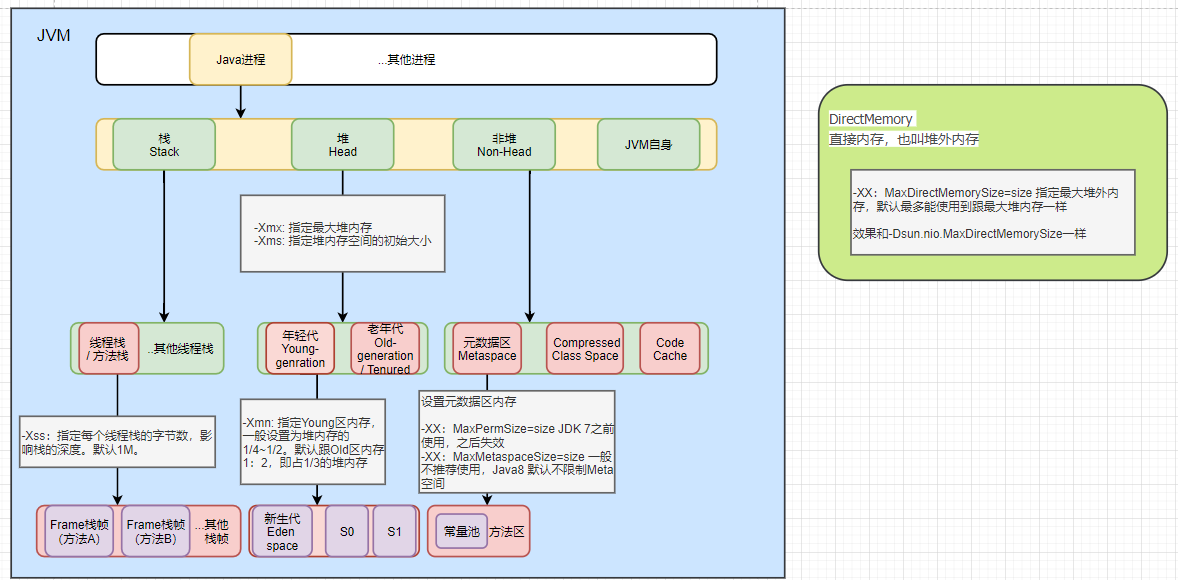 JVM
Java进程
...其他进程
栈
Stack
堆
Head
非堆
Non-Head
JVM自身
-Xmx: 指定最大堆内存
-Xms: 指定堆内存空间的初始大小
线程栈
/ 方法栈
..其他线程栈
年轻代
Young-
genration
老年代
Old-
generation
/ Tenured
元数据区
Metaspace
Compressed
Class Space
Code
Cache
-Xss：指定每个线程栈的字节数，影
响栈的深度。默认1M。
-Xmn: 指定Young区内存，
一般设置为堆内存的
1/4~1/2。默认跟Old区内存
1：2，即占1/3的堆内存
设置元数据区内存
-XX：MaxPermSize=size JDK 7之前
使用，之后失效
-XX：MaxMetaspaceSize=size 一般
不推荐使用，Java8 默认不限制Meta
空间
Frame栈帧
（方法A）
Frame栈帧
（方法B）
...其他
栈帧
新生代
Eden
space
S0
S1
常量池
方法区
DirectMemory
直接内存，也叫堆外内存
-XX：MaxDirectMemorySize=size 指定最大堆外内
存，默认最多能使用到跟最大堆内存一样
效果和-Dsun.nio.MaxDirectMemorySize一样